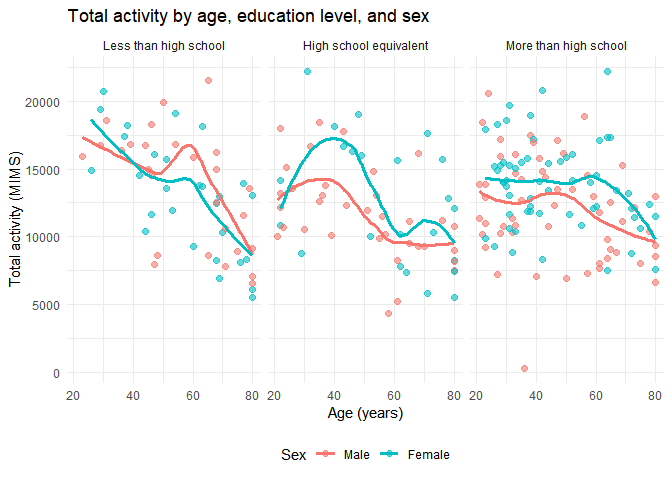 Total activity by age, education level, and sex
Less than high school
High school equivalent
More than high school
Total activity (MIMS)
20000
15000
10000
5000
0
20 40 60 80 20 40 60 80 20 40 60 80
Age (years)
Sex Male Female